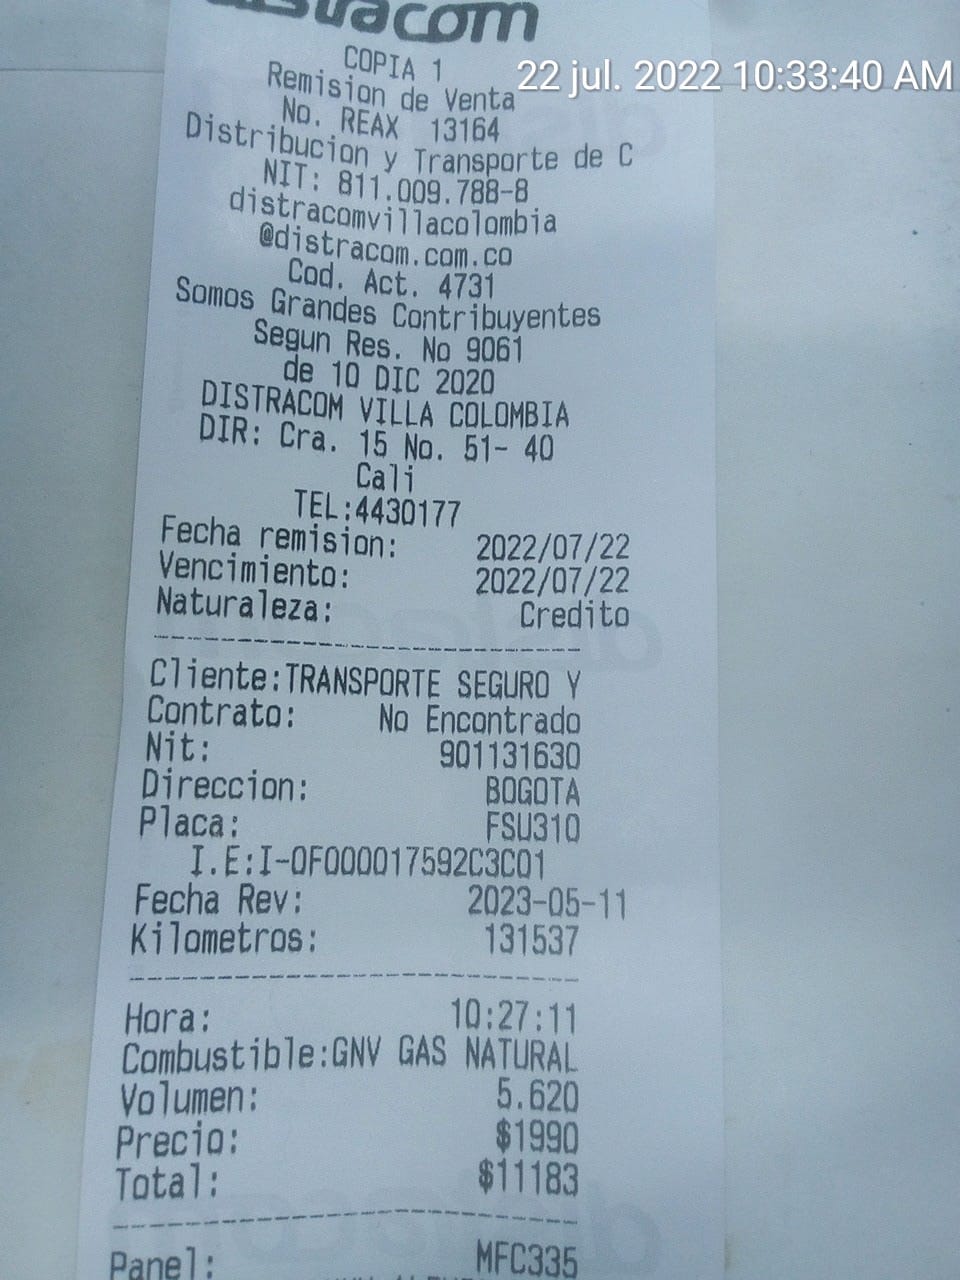 distracom
COPIA 1
22 jul. 2022 10:33:40 AM
Remision de Venta
No. REAX 13164
Distribucion y Transporte de C
NIT: 811.009.788-8
distracomvillacolombia
@distracom.com.co
Cod. Act. 4731
Somos Grandes Contribuyentes
Segun Res. No 9061
de 10 DIC 2020
DISTRACOM VILLA COLOMBIA
DIR: Cra. 15 No. 51- 40
Cali
TEL:4430177
Fecha remision: 2022/07/22
Vencimiento: 2022/07/22
Naturaleza: Credito
Cliente:TRANSPORTE SEGURO Y
Contrato: No Encontrado
Nit: 901131630
Direccion: BOGOTA
Placa: FSU310
I.E:I-0F000017592C3C01
Fecha Rev: 2023-05-11
Kilometros: 131537
Hora: 10:27:11
Combustible:GNV GAS NATURAL
Volumen: 5.620
Precio: $1990
Total: $11183
Panel: MFC335